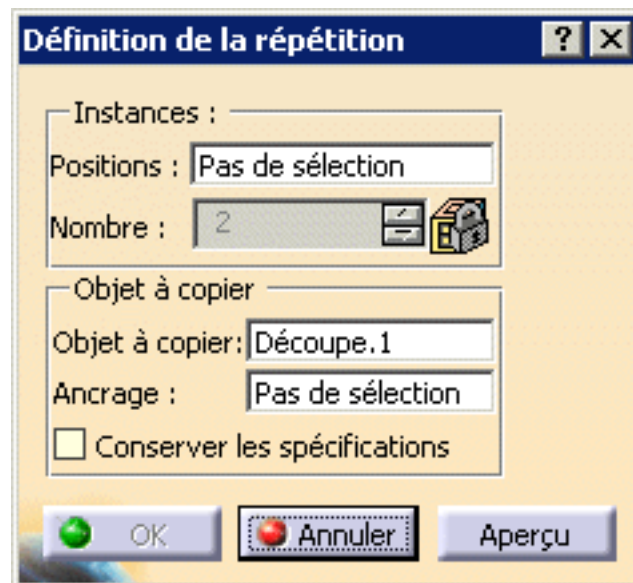 Définition de la répétition
Instances :
Positions : Pas de sélection
Nombre : 2
Objet à copier
Objet à copier: Découpe.1
Ancrage : Pas de sélection
Conserver les spécifications
OK Annuler Aperçu